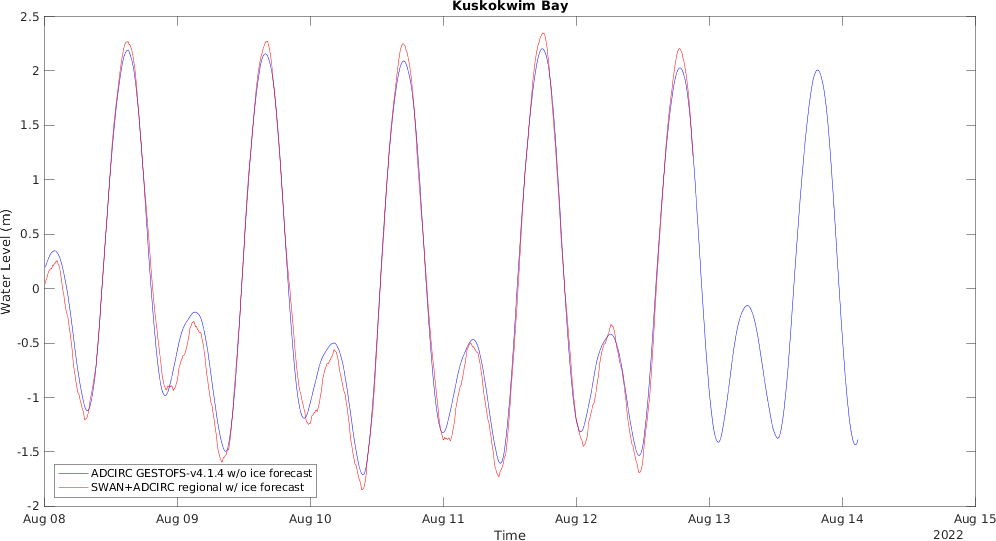 Kuskokwim Bay
2.5
2
1.5
1
0.5
0
-0.5
-1
-1.5
-2
Water Level (m)
ADCIRC GESTOFS-v4.1.4 w/o ice forecast
SWAN+ADCIRC regional w/ ice forecast
Aug 08 Aug 09 Aug 10 Aug 11 Aug 12 Aug 13 Aug 14 Aug 15
Time
2022